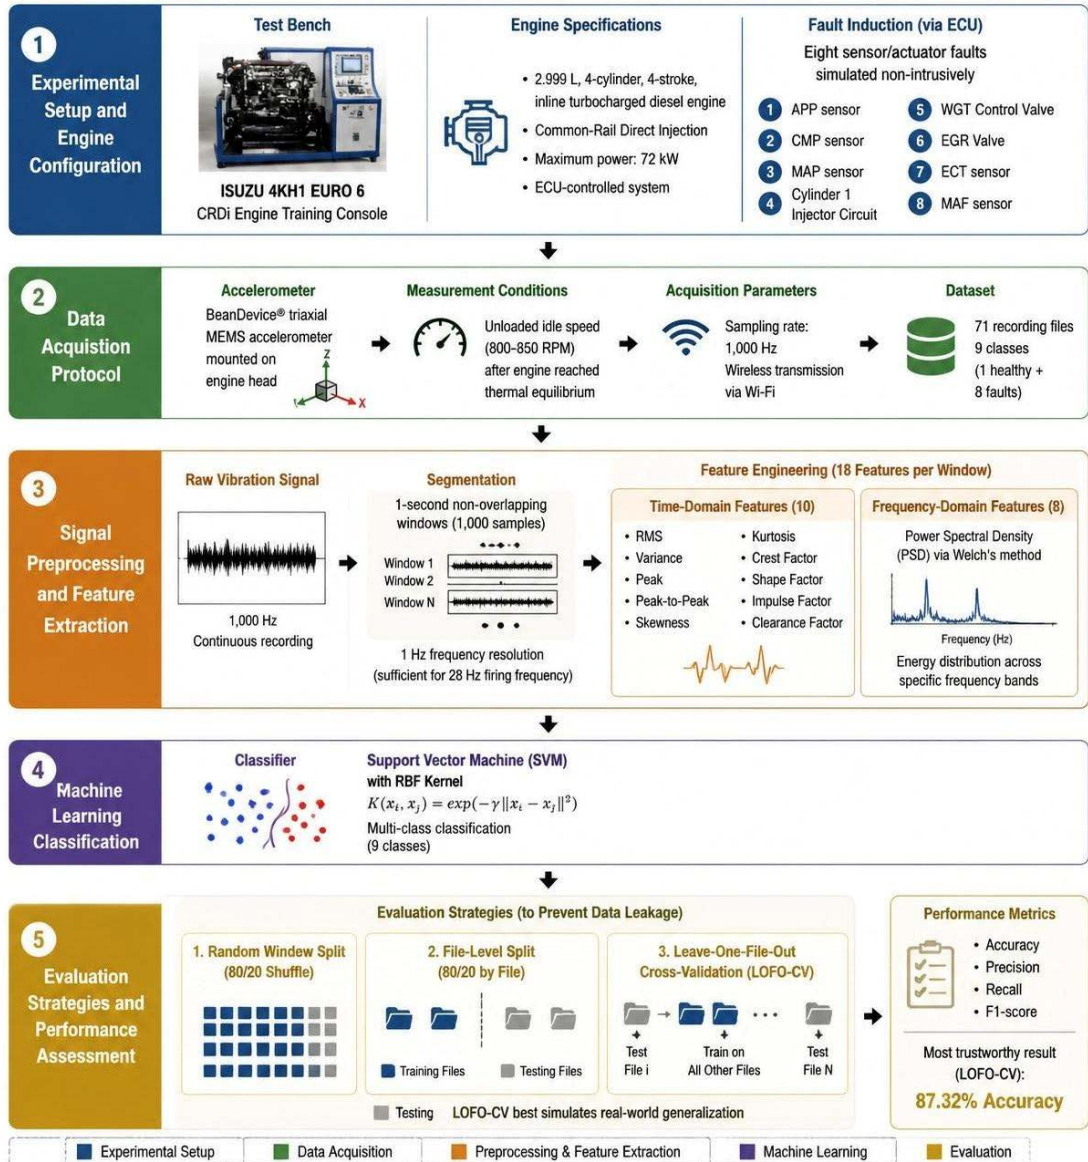 1
Experimental
Setup and
Engine
Configuration
Test Bench
ISUZU 4KH1 EURO 6
CRDi Engine Training Console
Engine Specifications
• 2.999 L, 4-cylinder, 4-stroke,
inline turbocharged diesel engine
• Common-Rail Direct Injection
• Maximum power: 72 kW
• ECU-controlled system
Fault Induction (via ECU)
Eight sensor/actuator faults
simulated non-intrusively
1 APP sensor
2 CMP sensor
3 MAP sensor
4 Cylinder 1
Injector Circuit
5 WGT Control Valve
6 EGR Valve
7 ECT sensor
8 MAF sensor
2
Data
Acquistion
Protocol
Accelerometer
BeanDevice® triaxial
MEMS accelerometer
mounted on
engine head
Z
X
Measurement Conditions
Unloaded idle speed
(800–850 RPM)
after engine reached
thermal equilibrium
Acquisition Parameters
Sampling rate:
1,000 Hz
Wireless transmission
via Wi-Fi
Dataset
71 recording files
9 classes
(1 healthy +
8 faults)
3
Signal
Preprocessing
and Feature
Extraction
Raw Vibration Signal
1,000 Hz
Continuous recording
Segmentation
1-second non-overlapping
windows (1,000 samples)
Window 1
Window 2
Window N
1 Hz frequency resolution
(sufficient for 28 Hz firing frequency)
Feature Engineering (18 Features per Window)
Time-Domain Features (10)
• RMS
• Variance
• Peak
• Peak-to-Peak
• Skewness
• Kurtosis
• Crest Factor
• Shape Factor
• Impulse Factor
• Clearance Factor
Frequency-Domain Features (8)
Power Spectral Density
(PSD) via Welch's method
Frequency (Hz)
Energy distribution across
specific frequency bands
4
Machine
Learning
Classification
Classifier
Support Vector Machine (SVM)
with RBF Kernel
K(x_i, x_j) = exp(−γ‖x_i − x_j‖²)
Multi-class classification
(9 classes)
5
Evaluation
Strategies and
Performance
Assessment
Evaluation Strategies (to Prevent Data Leakage)
1. Random Window Split
(80/20 Shuffle)
2. File-Level Split
(80/20 by File)
Training Files
Testing Files
3. Leave-One-File-Out
Cross-Validation (LOFO-CV)
Test
File i
Train on
All Other Files
Test
File N
Testing
LOFO-CV best simulates real-world generalization
Performance Metrics
• Accuracy
• Precision
• Recall
• F1-score
Most trustworthy result
(LOFO-CV):
87.32% Accuracy
Experimental Setup
Data Acquisition
Preprocessing & Feature Extraction
Machine Learning
Evaluation